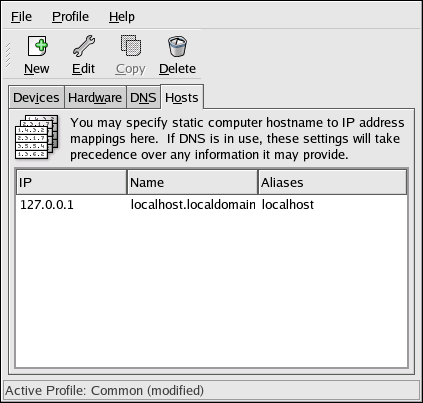 File Profile Help
New Edit Copy Delete
Devices Hardware DNS Hosts
You may specify static computer hostname to IP address
mappings here.  If DNS is in use, these settings will take
precedence over any information it may provide.
IP Name Aliases
127.0.0.1 localhost.localdomain localhost
Active Profile: Common (modified)